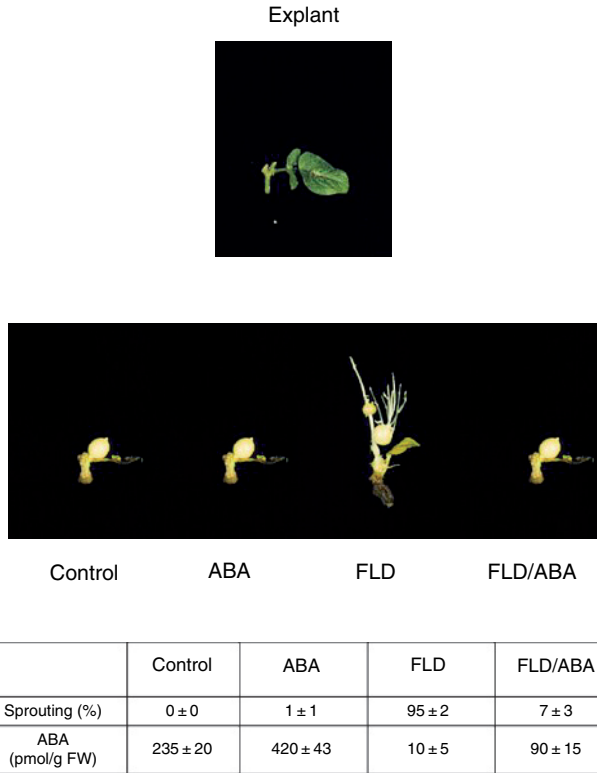 Explant
Control ABA FLD FLD/ABA
Control ABA FLD FLD/ABA
Sprouting (%) 0 ± 0 1 ± 1 95 ± 2 7 ± 3
ABA
(pmol/g FW) 235 ± 20 420 ± 43 10 ± 5 90 ± 15